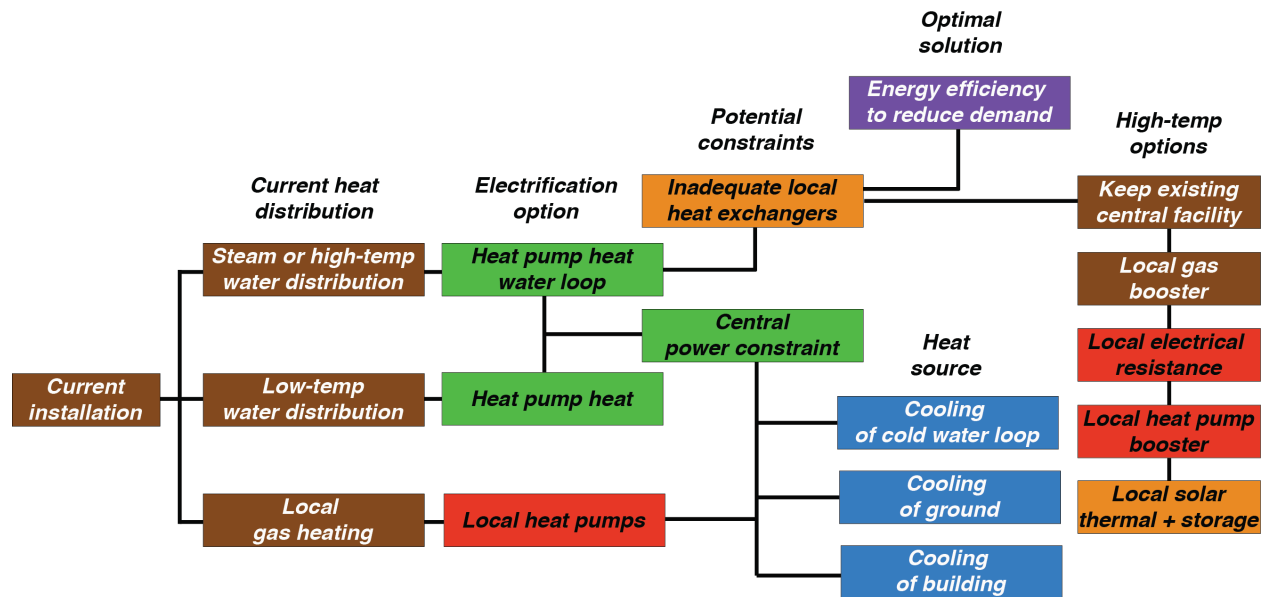 Optimal
solution
Energy efficiency
to reduce demand
Potential
constraints
High-temp
options
Current heat
distribution
Electrification
option
Inadequate local
heat exchangers
Keep existing
central facility
Steam or high-temp
water distribution
Heat pump heat
water loop
Local gas
booster
Central
power constraint
Heat
source
Local electrical
resistance
Current
installation
Low-temp
water distribution
Heat pump heat
Cooling
of cold water loop
Local heat pump
booster
Local
gas heating
Local heat pumps
Cooling
of ground
Local solar
thermal + storage
Cooling
of building